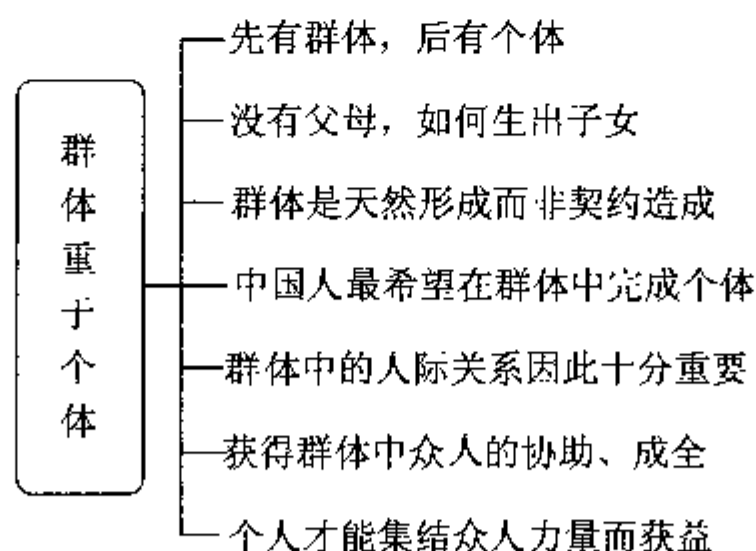 群体重于个体
先有群体，后有个体
没有父母，如何生出子女
群体是天然形成而非契约造成
中国人最希望在群体中完成个体
群体中的人际关系因此十分重要
获得群体中众人的协助、成全
个人才能集结众人力量而获益